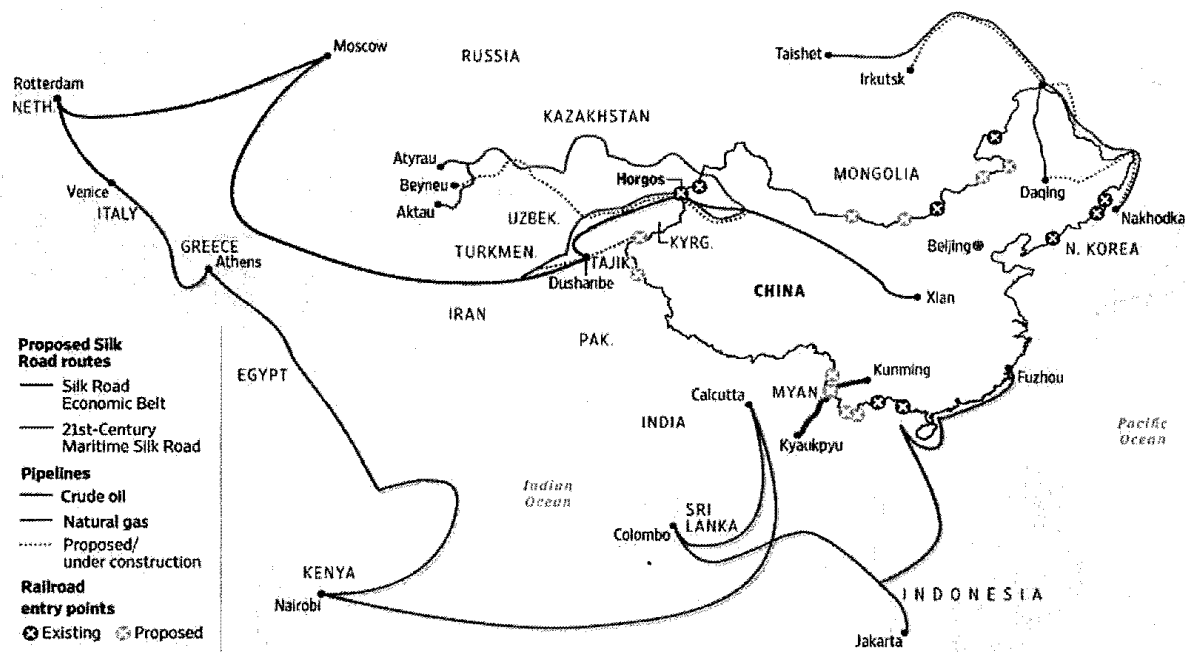 Moscow
RUSSIA
Taishet
Irkutsk
Rotterdam
NETH.
KAZAKHSTAN
Atyrau
Beyneu
Aktau
Horgos
MONGOLIA
Daqing
Nakhodka
Venice
ITALY
UZBEK.
GREECE
Athens
TURKMEN.
KYRG.
Beijing
N. KOREA
TAJIK.
Dushanbe
CHINA
Xian
IRAN
PAK.
EGYPT
Kunming
Fuzhou
Calcutta
MYAN
INDIA
Kyaukpyu
Pacific
Ocean
Indian
Ocean
SRI
LANKA
Colombo
KENYA
Nairobi
INDONESIA
Jakarta
Proposed Silk
Road routes
Silk Road
Economic Belt
21st-Century
Maritime Silk Road
Pipelines
Crude oil
Natural gas
Proposed/
under construction
Railroad
entry points
Existing Proposed